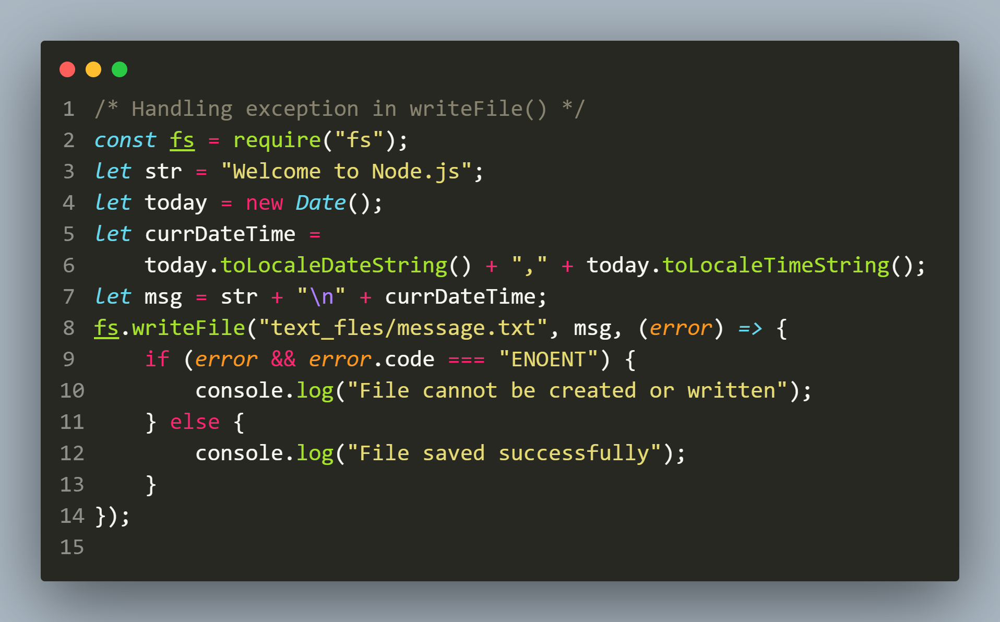 1 /* Handling exception in writeFile() */
2 const fs = require("fs");
3 let str = "Welcome to Node.js";
4 let today = new Date();
5 let currDateTime =
6     today.toLocaleDateString() + "," + today.toLocaleTimeString();
7 let msg = str + "\n" + currDateTime;
8 fs.writeFile("text_fles/message.txt", msg, (error) => {
9     if (error && error.code === "ENOENT") {
10         console.log("File cannot be created or written");
11     } else {
12         console.log("File saved successfully");
13     }
14 });
15